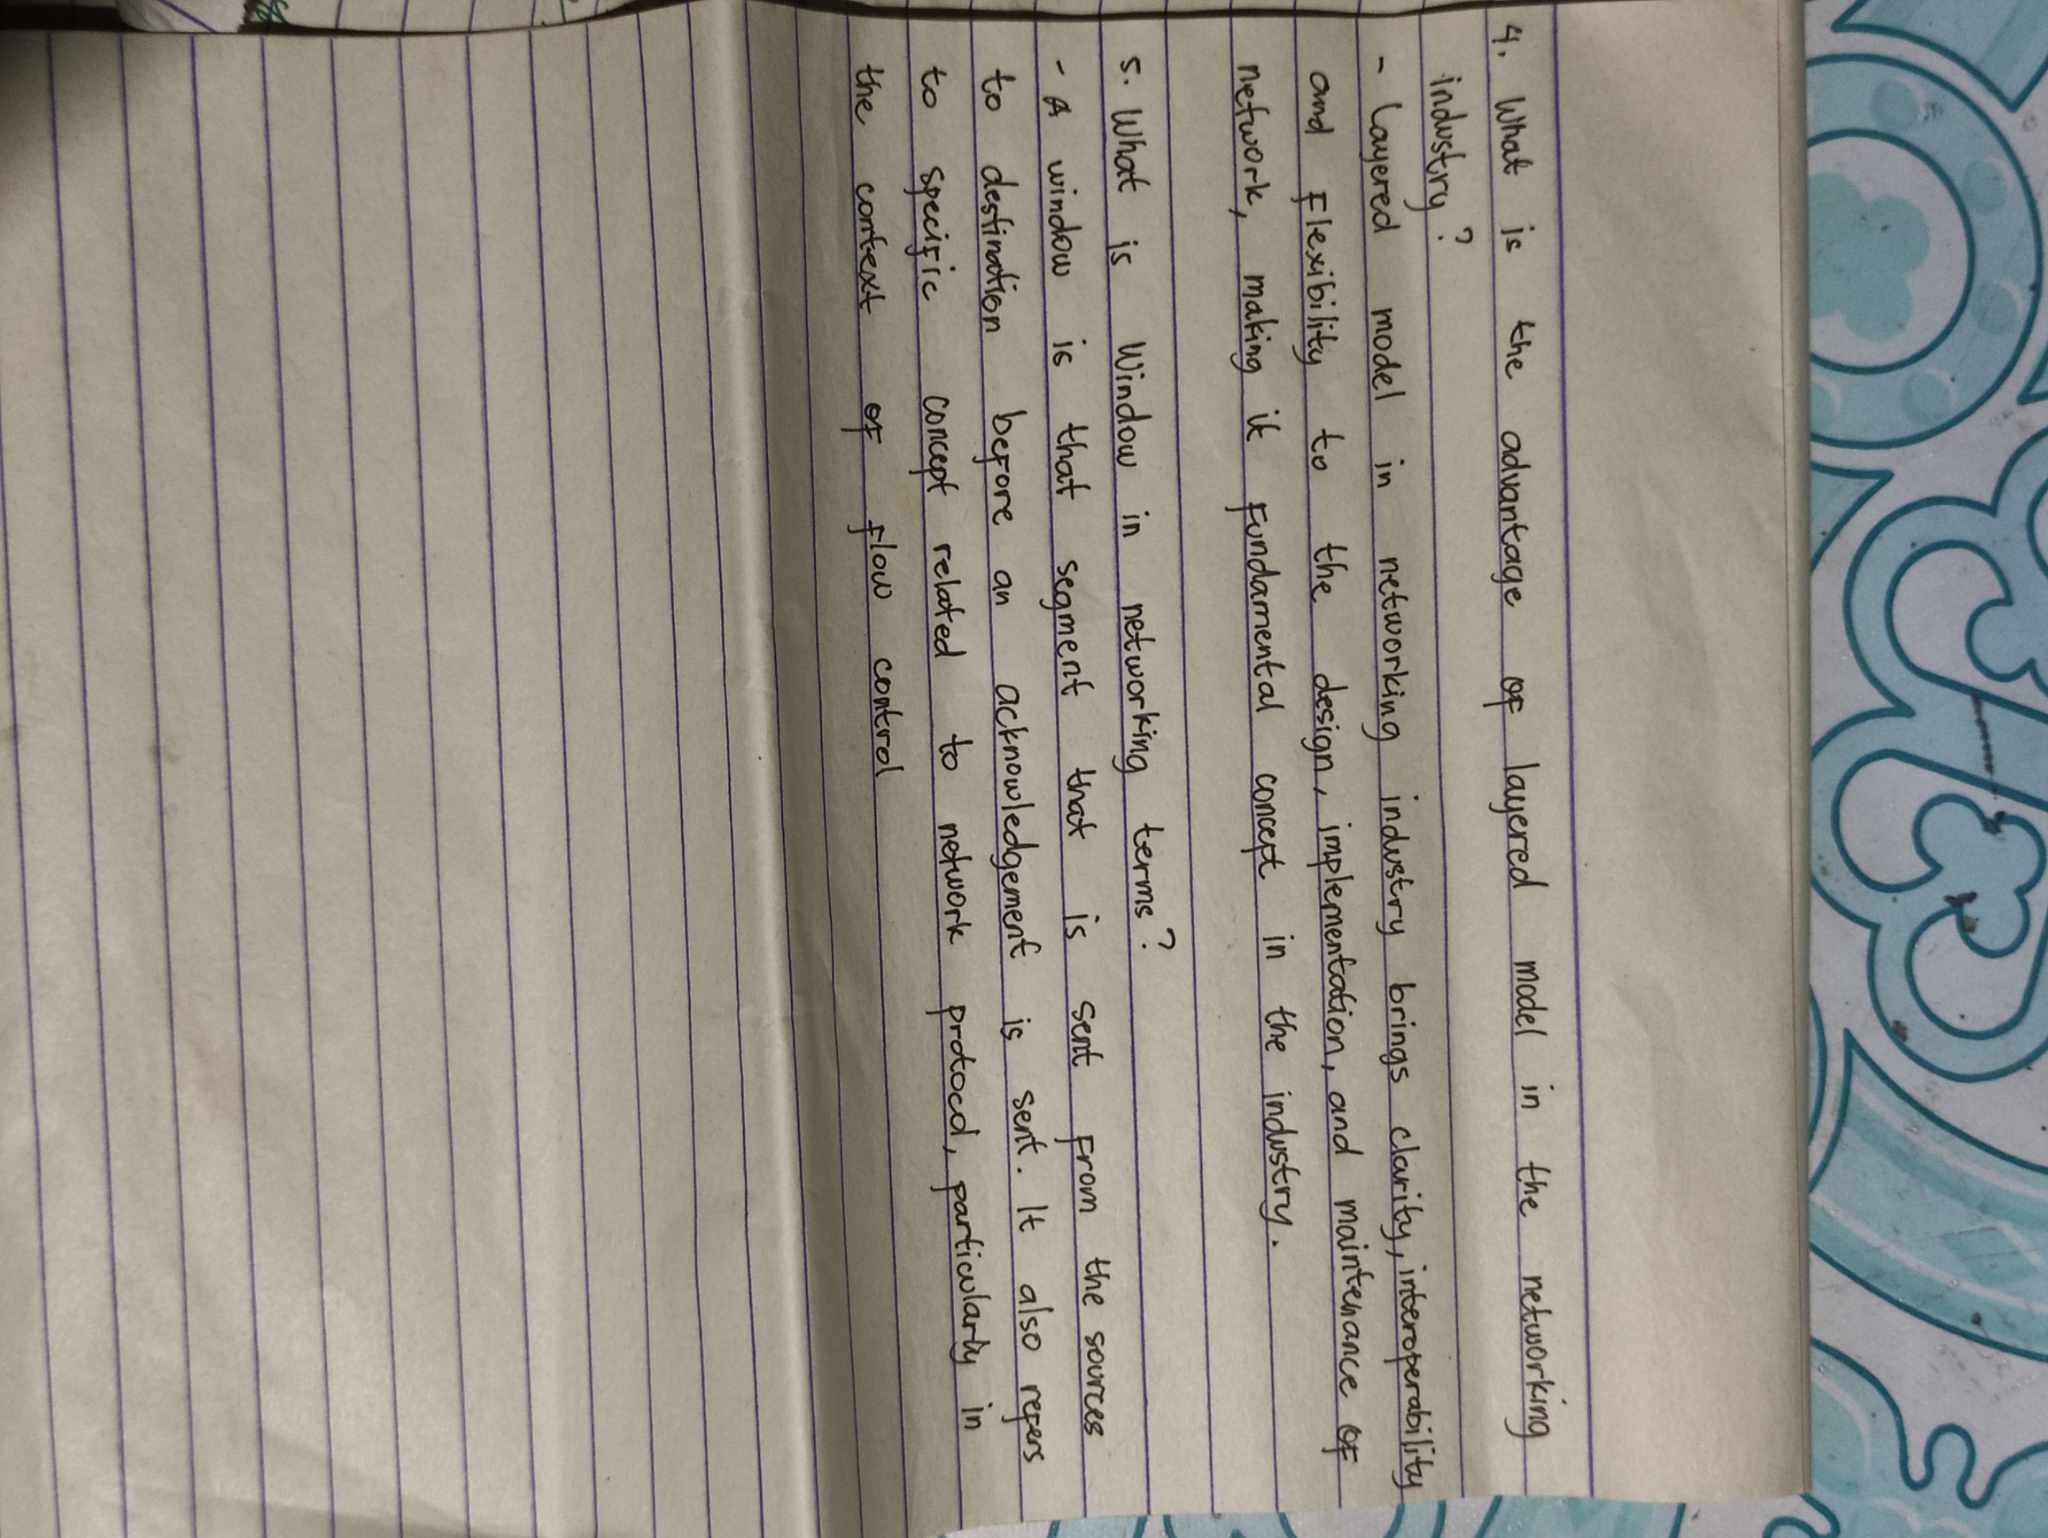 4. What is the advantage of layered model in the networking
industry?
- Layered model in networking industry brings clarity, interoperability
and flexibility to the design, implementation, and maintenance of
network, making it fundamental concept in the industry.
5. What is Window in networking terms?
- A window is that segment that is sent from the sources
to destination before an acknowledgement is sent. It also refers
to specific concept related to network protocol, particularly in
the context of flow control